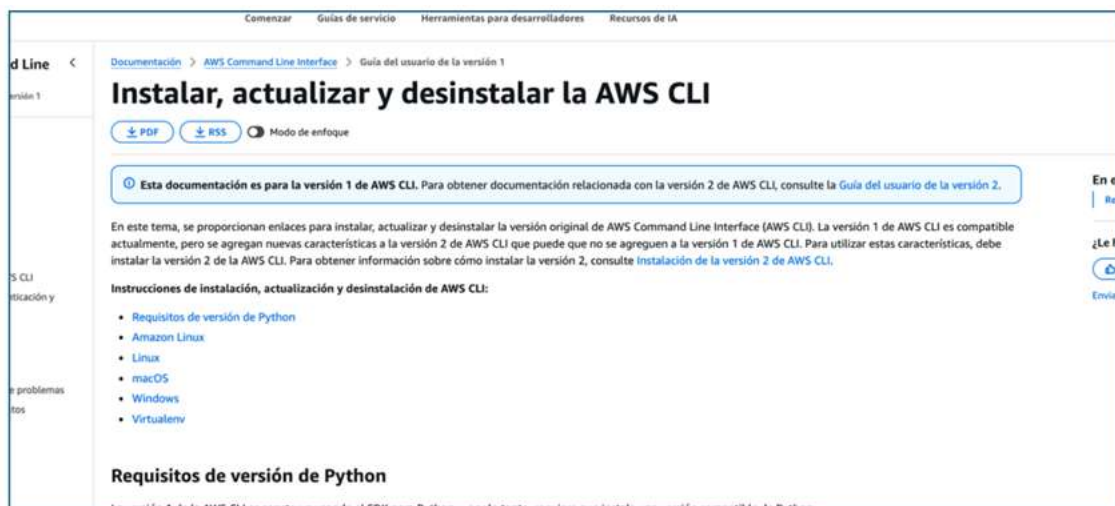 Comenzar Guías de servicio Herramientas para desarrolladores Recursos de IA
d Line
ersión 1
Documentación > AWS Command Line Interface > Guía del usuario de la versión 1
Instalar, actualizar y desinstalar la AWS CLI
PDF RSS Modo de enfoque
Esta documentación es para la versión 1 de AWS CLI. Para obtener documentación relacionada con la versión 2 de AWS CLI, consulte la Guía del usuario de la versión 2.
En este tema, se proporcionan enlaces para instalar, actualizar y desinstalar la versión original de AWS Command Line Interface (AWS CLI). La versión 1 de AWS CLI es compatible
actualmente, pero se agregan nuevas características a la versión 2 de AWS CLI que puede que no se agreguen a la versión 1 de AWS CLI. Para utilizar estas características, debe
instalar la versión 2 de la AWS CLI. Para obtener información sobre cómo instalar la versión 2, consulte Instalación de la versión 2 de AWS CLI.
Instrucciones de instalación, actualización y desinstalación de AWS CLI:
• Requisitos de versión de Python
• Amazon Linux
• Linux
• macOS
• Windows
• Virtualenv
Requisitos de versión de Python
S CLI
nticación y
e problemas
tos
En e
Re
¿Le
Envia